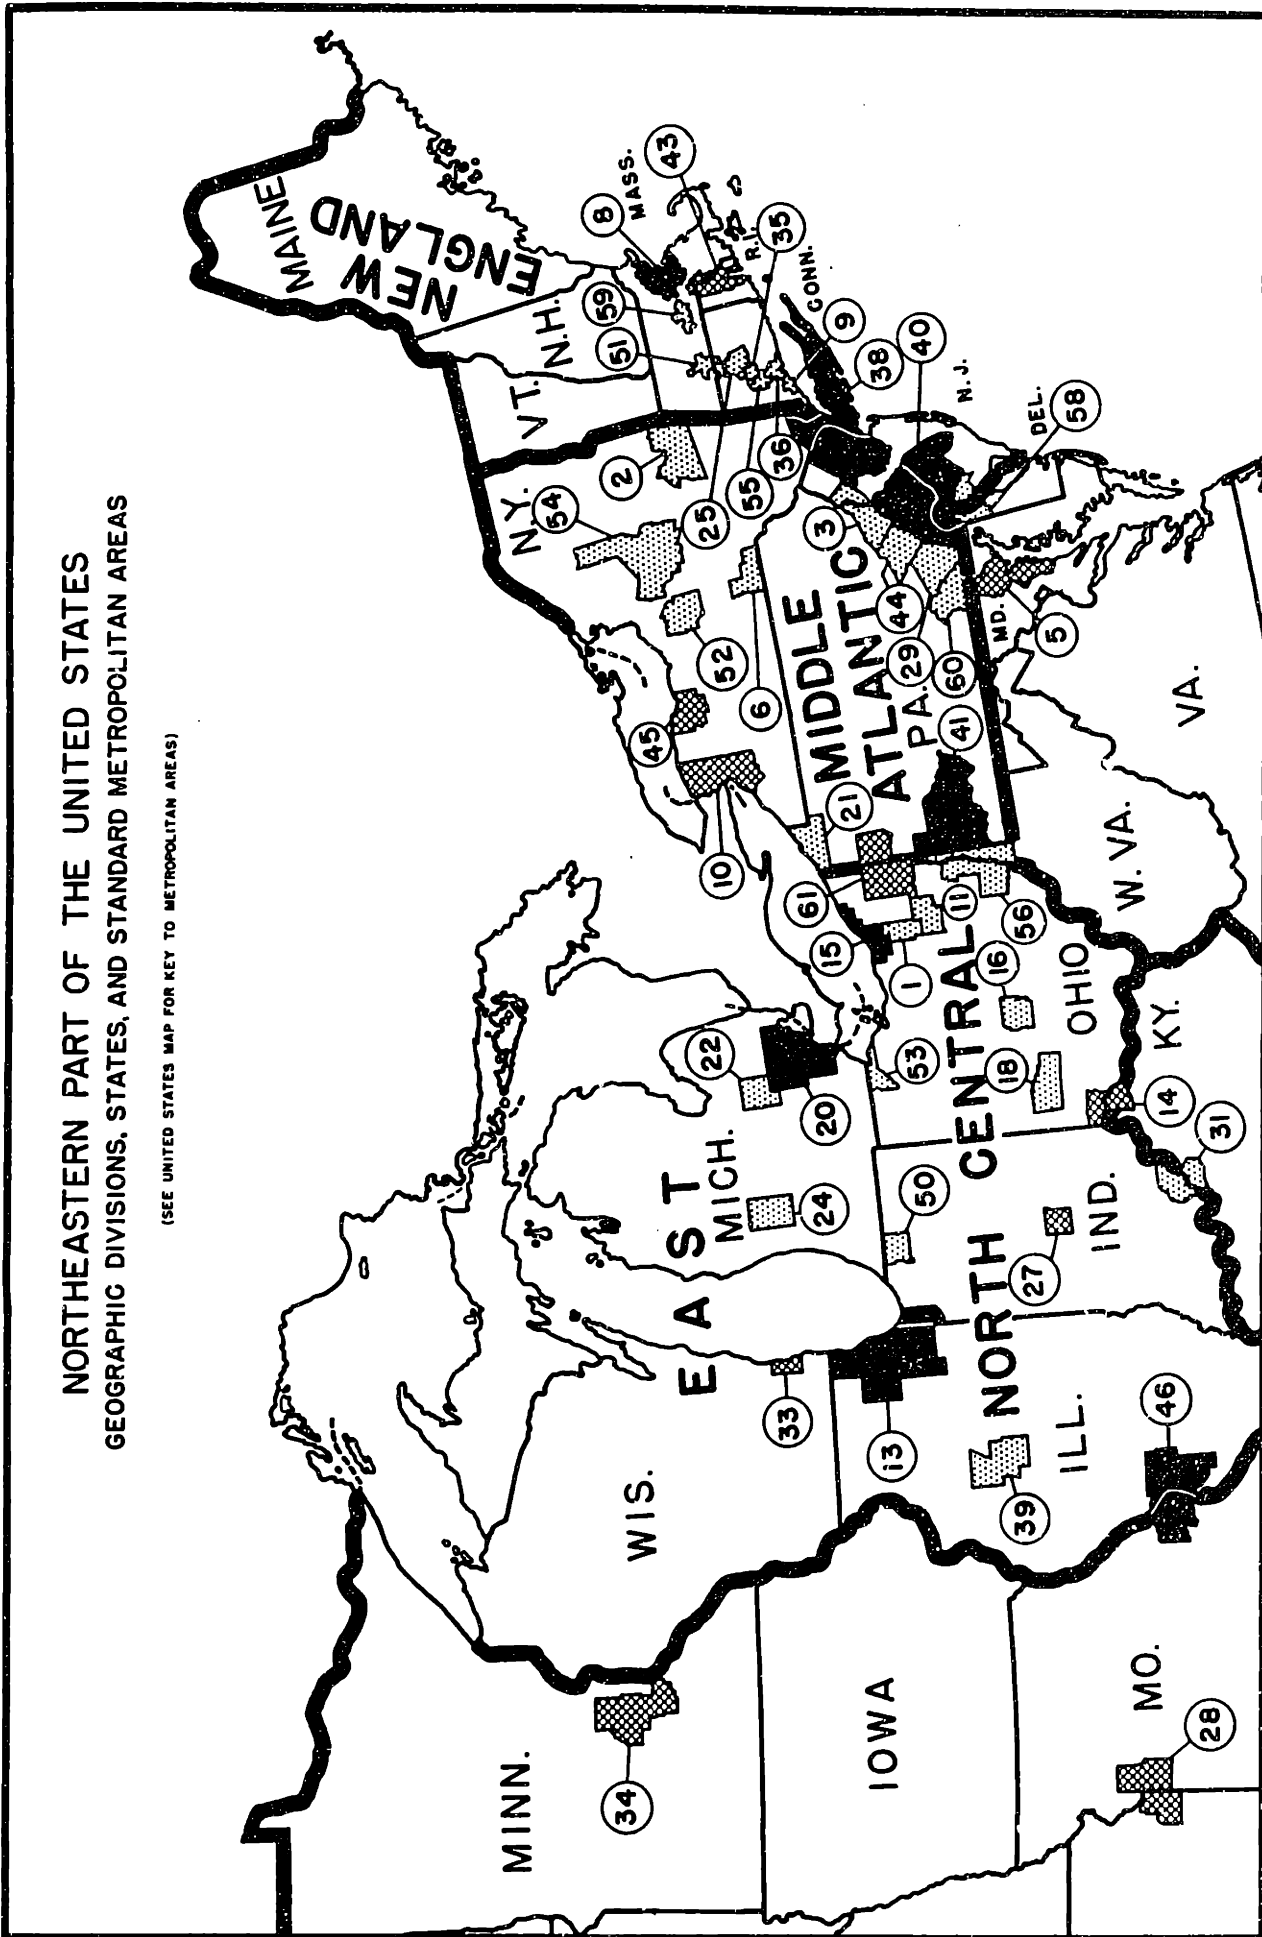 NORTHEASTERN PART OF THE UNITED STATES
GEOGRAPHIC DIVISIONS, STATES, AND STANDARD METROPOLITAN AREAS
(SEE UNITED STATES MAP FOR KEY TO METROPOLITAN AREAS)
MAINE
NEW
ENGLAND
VT.
N.H.
MASS.
R.I.
CONN.
N.Y.
N.J.
DEL.
MD.
PA.
MIDDLE
ATLANTIC
VA.
W. VA.
KY.
OHIO
EAST
NORTH CENTRAL
MICH.
IND.
ILL.
WIS.
MINN.
IOWA
MO.
8
43
59
51
35
9
38
40
58
2
54
25
55
36
3
44
29
60
5
52
6
45
41
10
21
61
15
1
11
56
16
22
20
53
18
14
31
24
50
27
33
13
39
46
34
28